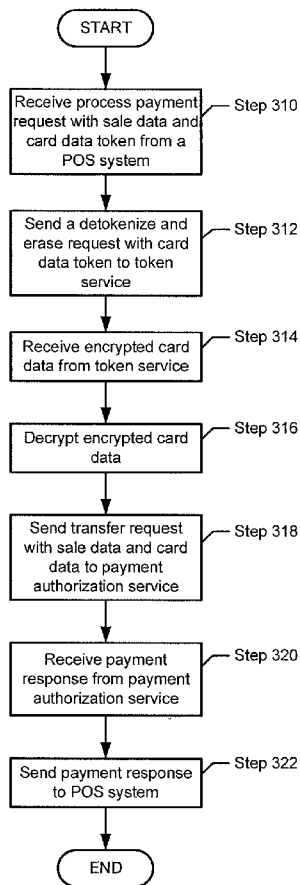 START
Receive process payment
request with sale data and
card data token from a
POS system
Step 310
Send a detokenize and
erase request with card
data token to token
service
Step 312
Receive encrypted card
data from token service
Step 314
Decrypt encrypted card
data
Step 316
Send transfer request
with sale data and card
data to payment
authorization service
Step 318
Receive payment
response from payment
authorization service
Step 320
Send payment response
to POS system
Step 322
END